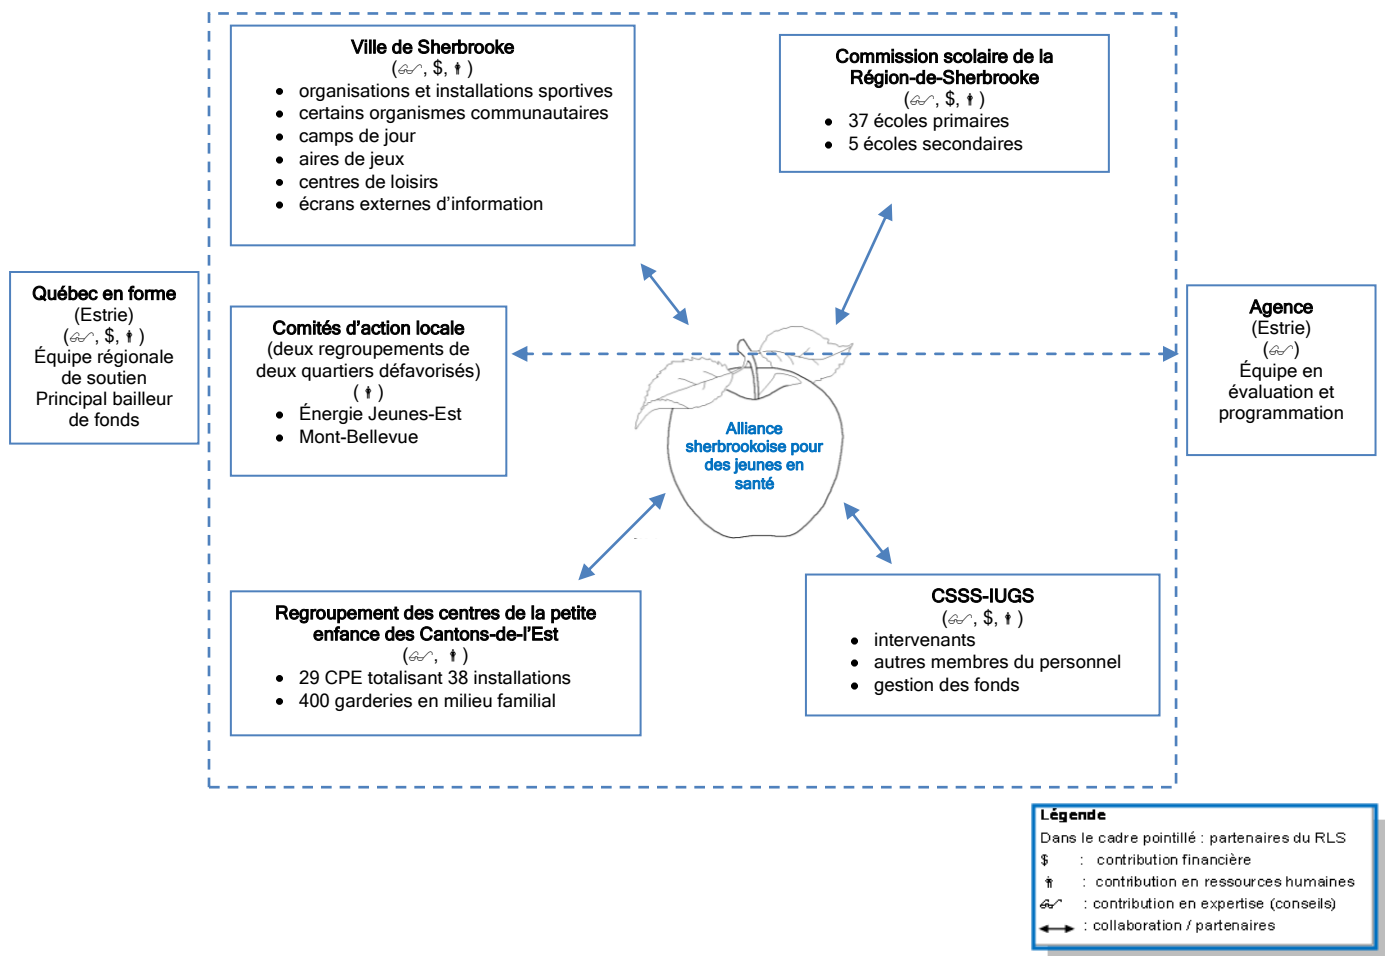 Ville de Sherbrooke
(👓, $, 🚹)
• organisations et installations sportives
• certains organismes communautaires
• camps de jour
• aires de jeux
• centres de loisirs
• écrans externes d’information
Commission scolaire de la
Région-de-Sherbrooke
(👓, $, 🚹)
• 37 écoles primaires
• 5 écoles secondaires
Québec en forme
(Estrie)
(👓, $, 🚹)
Équipe régionale
de soutien
Principal bailleur
de fonds
Comités d’action locale
(deux regroupements de
deux quartiers défavorisés)
(🚹)
• Énergie Jeunes-Est
• Mont-Bellevue
Alliance
sherbrookoise pour
des jeunes en
santé
Agence
(Estrie)
(👓)
Équipe en
évaluation et
programmation
Regroupement des centres de la petite
enfance des Cantons-de-l’Est
(👓, 🚹)
• 29 CPE totalisant 38 installations
• 400 garderies en milieu familial
CSSS-IUGS
(👓, $, 🚹)
• intervenants
• autres membres du personnel
• gestion des fonds
Légende
Dans le cadre pointillé : partenaires du RLS
$ : contribution financière
🚹 : contribution en ressources humaines
👓 : contribution en expertise (conseils)
↔ : collaboration / partenaires